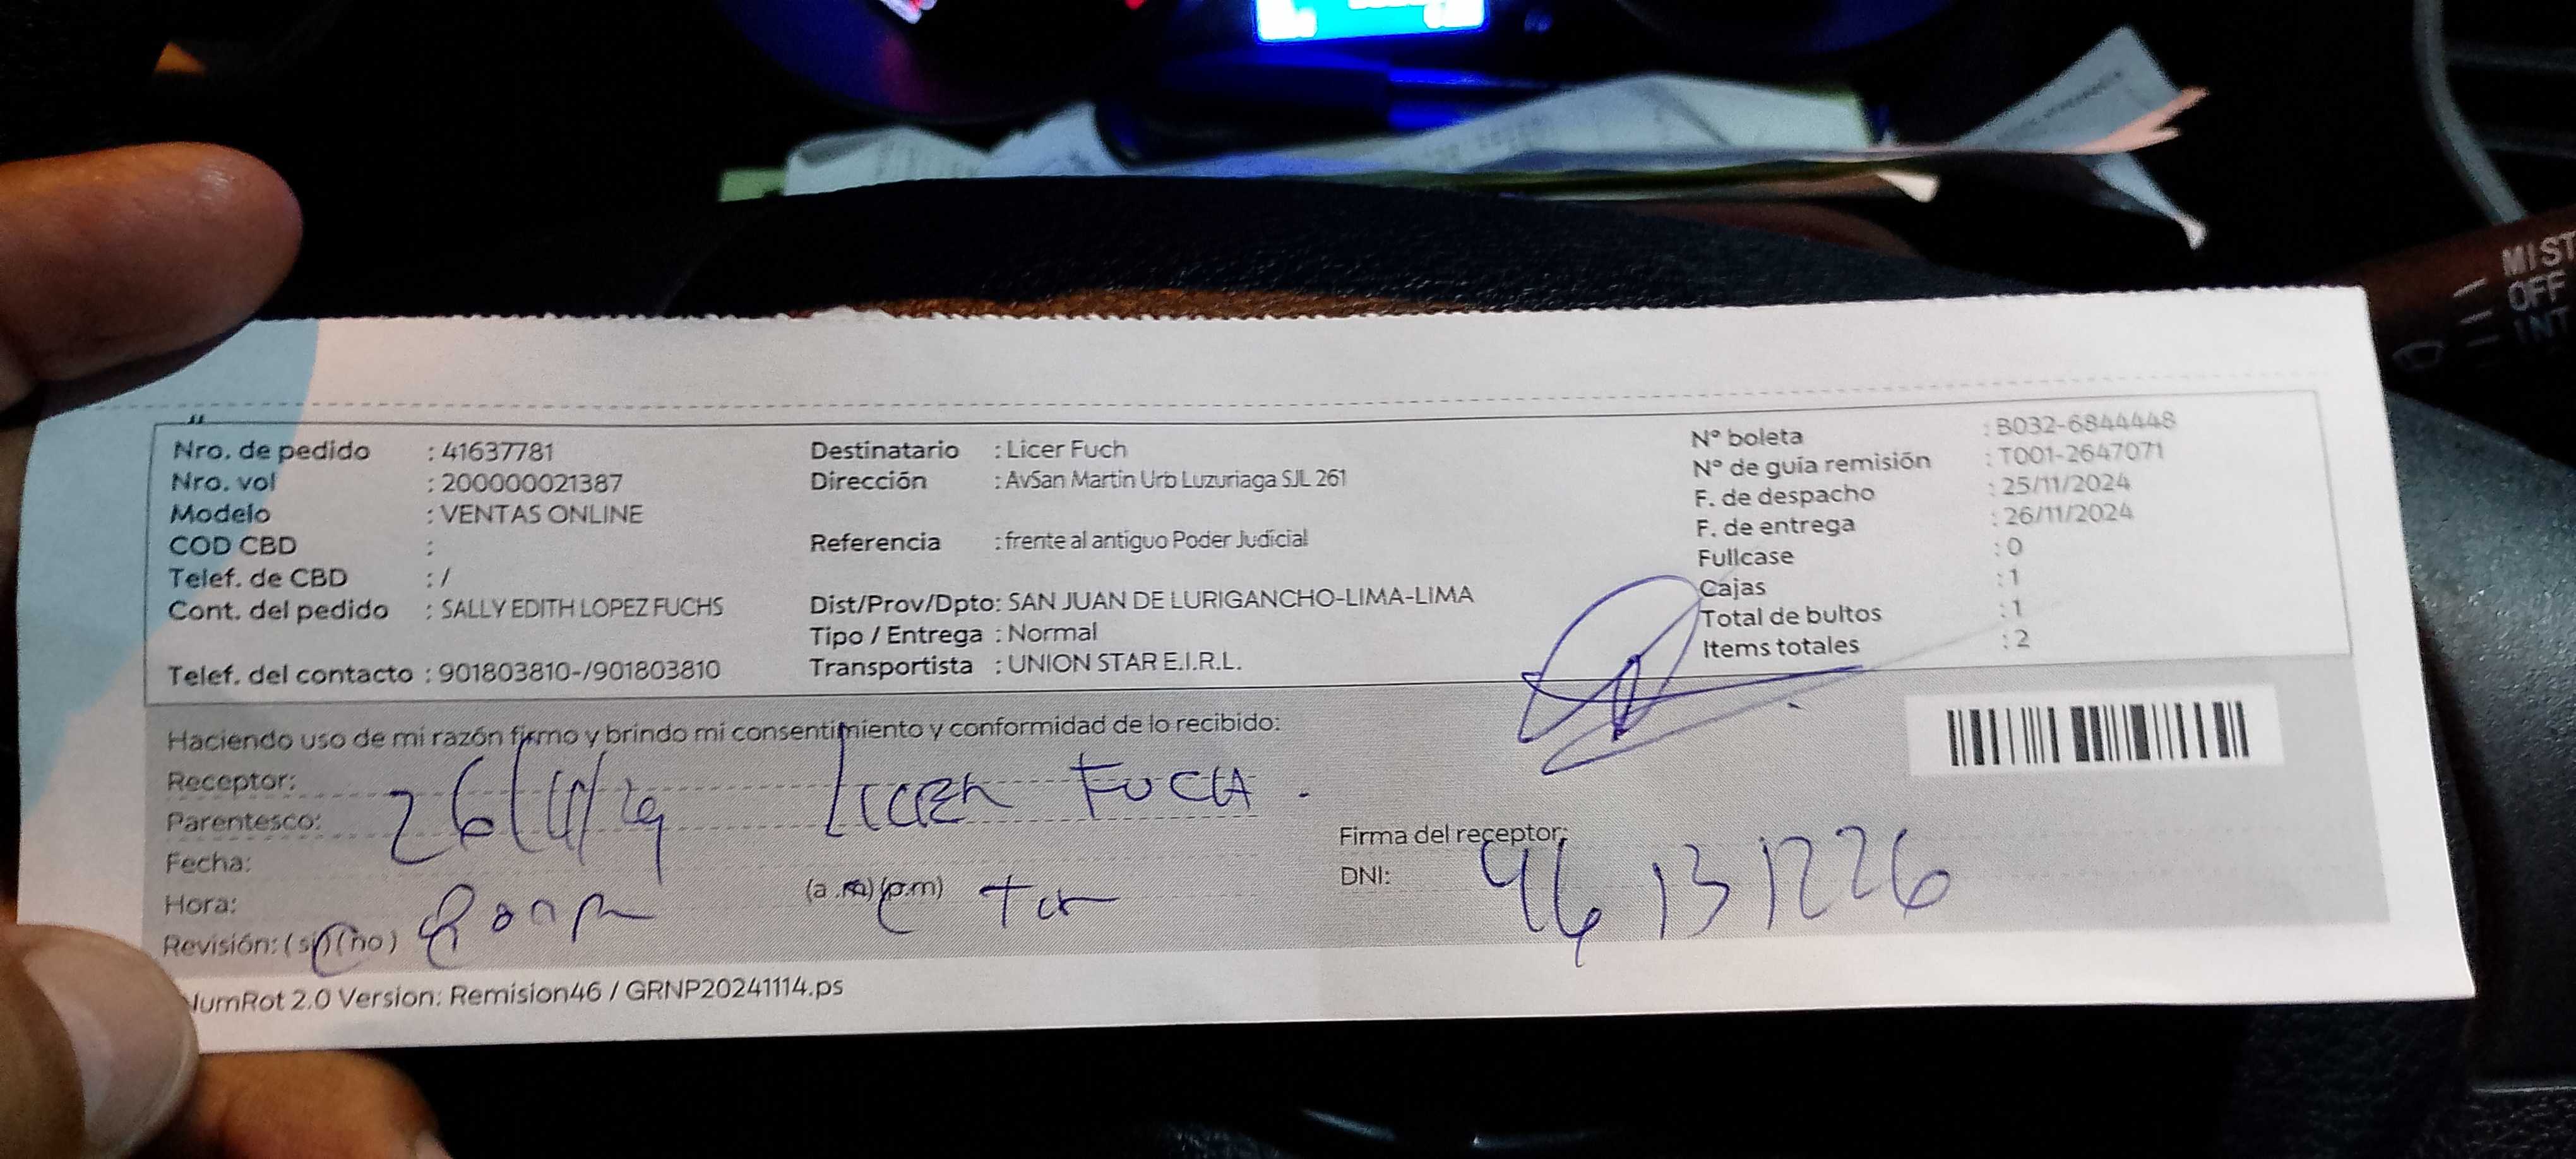 Nro. de pedido : 41637781
Nro. vol : 200000021387
Modelo : VENTAS ONLINE
COD CBD :
Telef. de CBD : /
Cont. del pedido : SALLY EDITH LOPEZ FUCHS
Telef. del contacto : 901803810-/901803810
Destinatario : Licer Fuch
Dirección : AvSan Martin Urb Luzuriaga SJL 261
Referencia : frente al antiguo Poder Judicial
Dist/Prov/Dpto: SAN JUAN DE LURIGANCHO-LIMA-LIMA
Tipo / Entrega : Normal
Transportista : UNION STAR E.I.R.L.
N° boleta : B032-6844448
N° de guía remisión : T001-2647071
F. de despacho : 25/11/2024
F. de entrega : 26/11/2024
Fullcase : 0
Cajas : 1
Total de bultos : 1
Items totales : 2
Haciendo uso de mi razón firmo y brindo mi consentimiento y conformidad de lo recibido:
Receptor:
26/11/24 LICER FUCH.
Parentesco:
Fecha:
Hora: (a.m) (p.m)
Revisión: (si) (no)
Firma del receptor:
DNI: 46131226
umRot 2.0 Version: Remision46 / GRNP20241114.ps
MIST
OFF
INT